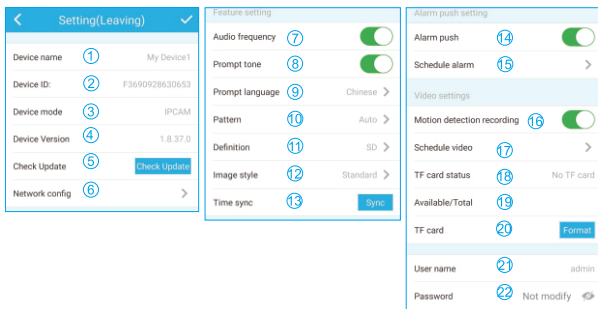 Setting(Leaving)
Device name ① My Device1
Device ID: ② F3690928630653
Device mode ③ IPCAM
Device Version ④ 1.8.37.0
Check Update ⑤ Check Update
Network config ⑥
Feature setting
Audio frequency ⑦
Prompt tone ⑧
Prompt language ⑨ Chinese
Pattern ⑩ Auto
Definition ⑪ SD
Image style ⑫ Standard
Time sync ⑬ Sync
Alarm push setting
Alarm push ⑭
Schedule alarm ⑮
Video settings
Motion detection recording ⑯
Schedule video ⑰
TF card status ⑱ No TF card
Available/Total ⑲
TF card ⑳ Format
User name ㉑ admin
Password ㉒ Not modify